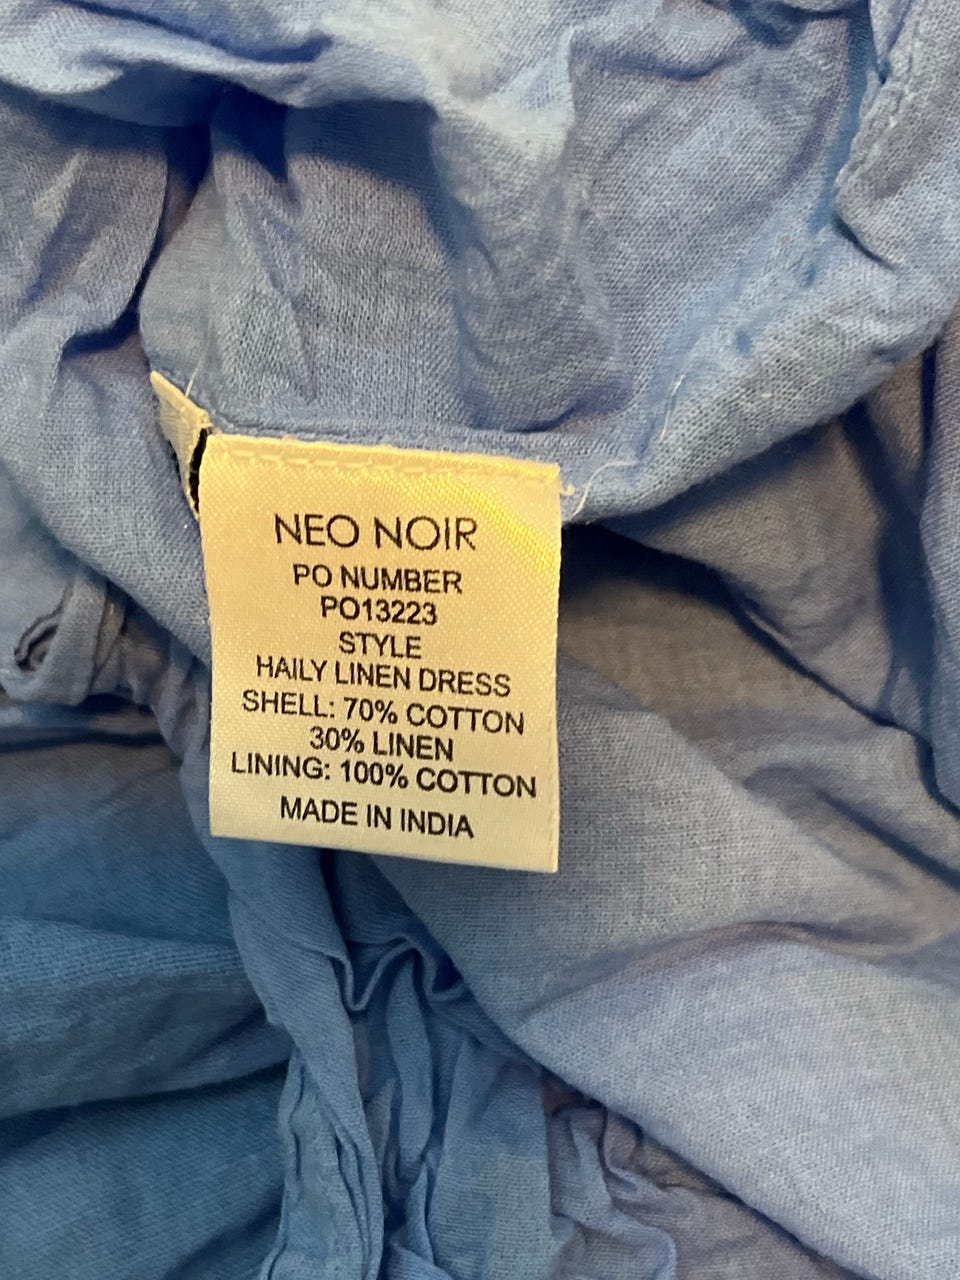 NEO NOIR
PO NUMBER
PO13223
STYLE
HAILY LINEN DRESS
SHELL: 70% COTTON
30% LINEN
LINING: 100% COTTON
MADE IN INDIA